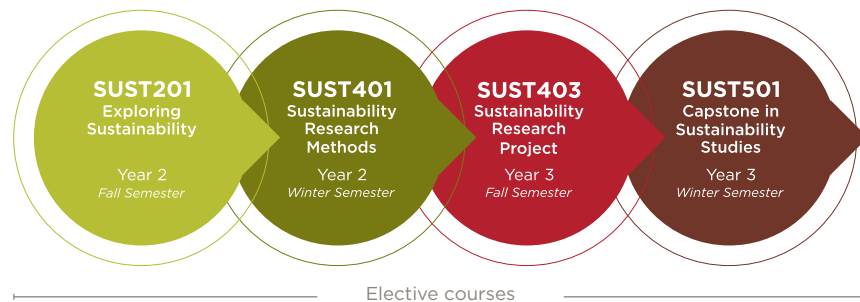 SUST201
Exploring
Sustainability
Year 2
Fall Semester
SUST401
Sustainability
Research
Methods
Year 2
Winter Semester
SUST403
Sustainability
Research
Project
Year 3
Fall Semester
SUST501
Capstone in
Sustainability
Studies
Year 3
Winter Semester
Elective courses